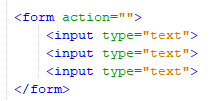 <form action="">
<input type="text">
<input type="text">
<input type="text">
</form>